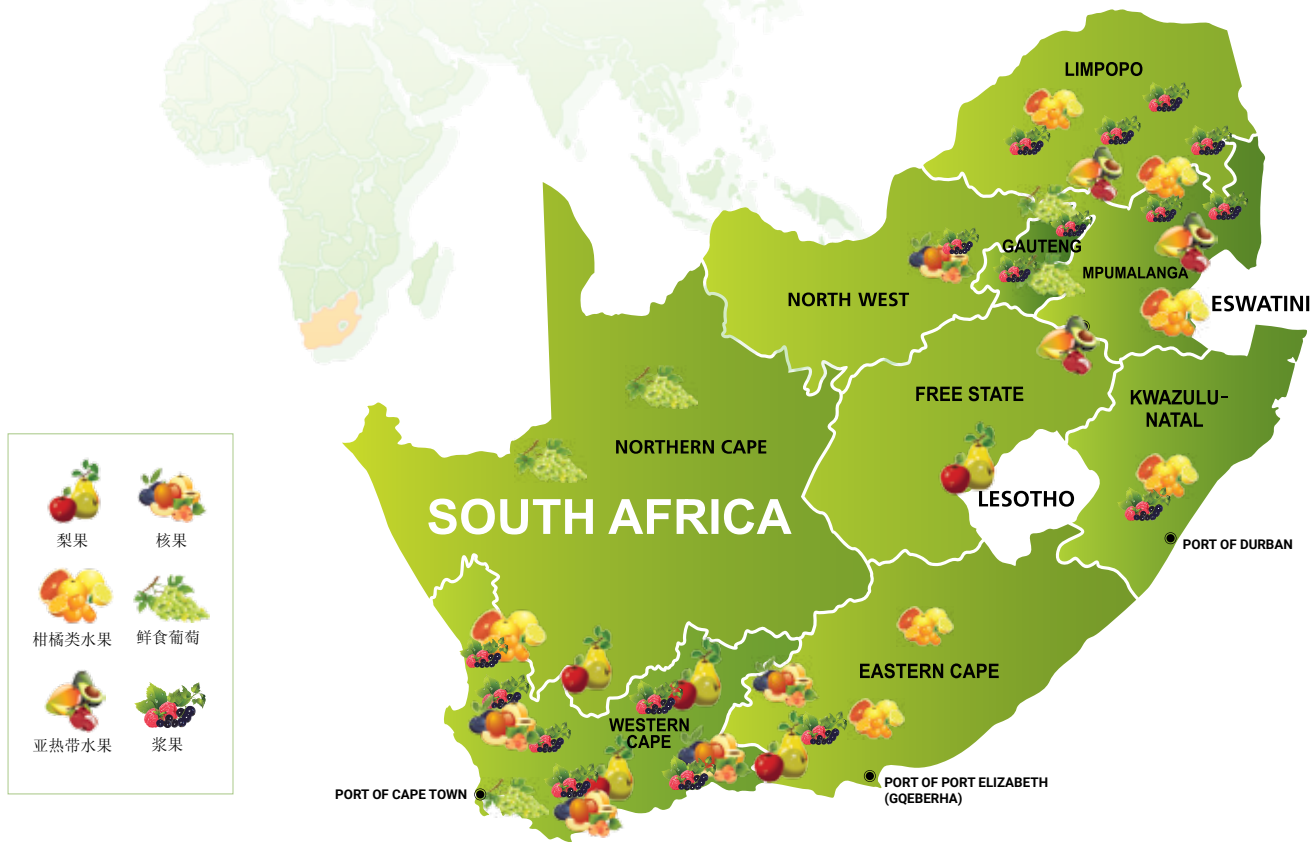 LIMPOPO
GAUTENG
MPUMALANGA
NORTH WEST
ESWATINI
FREE STATE
KWAZULU-
NATAL
NORTHERN CAPE
LESOTHO
SOUTH AFRICA
PORT OF DURBAN
EASTERN CAPE
WESTERN
CAPE
PORT OF CAPE TOWN
PORT OF PORT ELIZABETH
(GQEBERHA)
梨果
核果
柑橘类水果
鲜食葡萄
亚热带水果
浆果